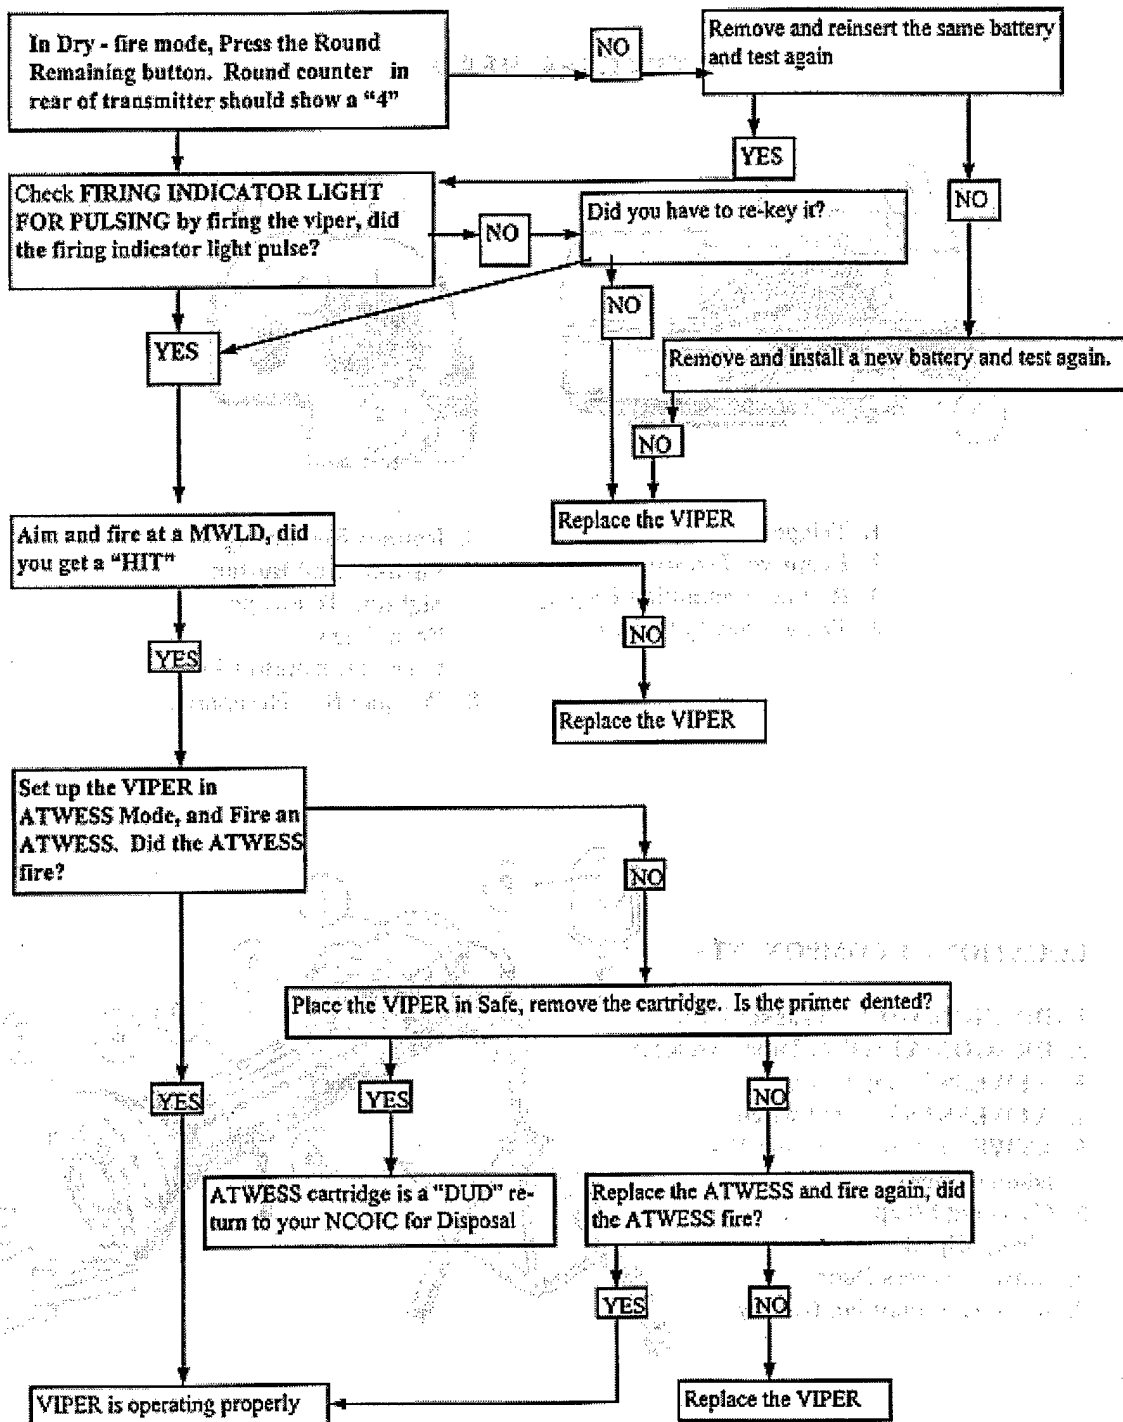 In Dry - fire mode, Press the Round
Remaining button. Round counter in
rear of transmitter should show a “4”
NO
Remove and reinsert the same battery
and test again
YES
NO
Check FIRING INDICATOR LIGHT
FOR PULSING by firing the viper, did
the firing indicator light pulse?
NO
Did you have to re-key it?
NO
YES
Remove and install a new battery and test again.
NO
Replace the VIPER
Aim and fire at a MWLD, did
you get a “HIT”
NO
YES
Replace the VIPER
Set up the VIPER in
ATWESS Mode, and Fire an
ATWESS. Did the ATWESS
fire?
NO
Place the VIPER in Safe, remove the cartridge. Is the primer dented?
YES
YES
NO
ATWESS cartridge is a “DUD” re-
turn to your NCOIC for Disposal
Replace the ATWESS and fire again, did
the ATWESS fire?
YES
NO
VIPER is operating properly
Replace the VIPER